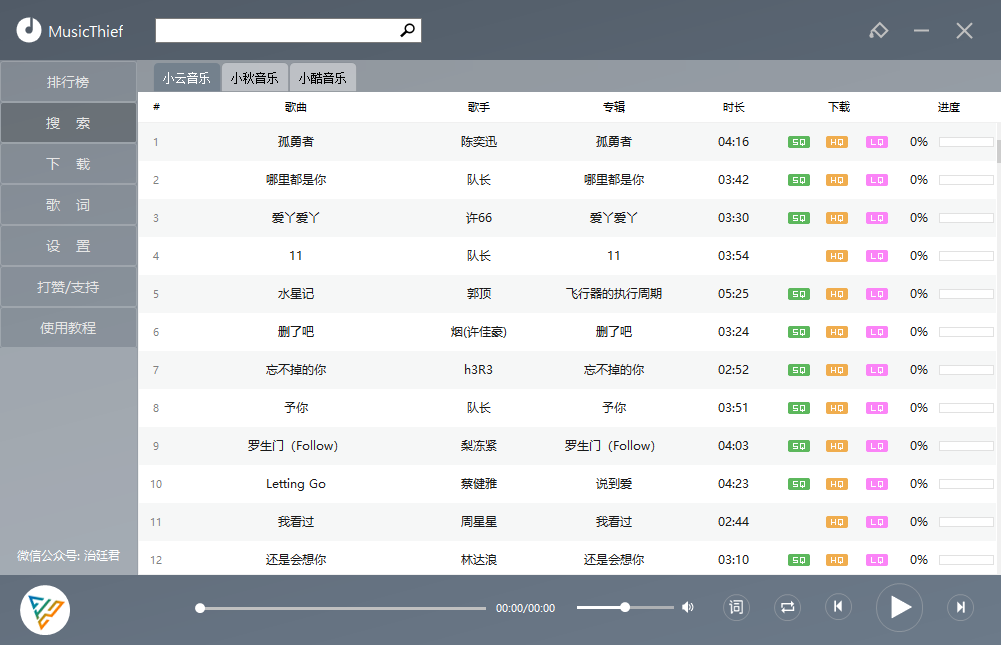 MusicThief
排行榜
搜 索
下 载
歌 词
设 置
打赞/支持
使用教程
微信公众号: 治廷君
小云音乐 小秋音乐 小酷音乐
# 歌曲 歌手 专辑 时长 下载 进度
1 孤勇者 陈奕迅 孤勇者 04:16 SQ HQ LQ 0%
2 哪里都是你 队长 哪里都是你 03:42 SQ HQ LQ 0%
3 爱丫爱丫 许66 爱丫爱丫 03:30 SQ HQ LQ 0%
4 11 队长 11 03:54 HQ LQ 0%
5 水星记 郭顶 飞行器的执行周期 05:25 SQ HQ LQ 0%
6 删了吧 烟(许佳豪) 删了吧 03:24 SQ HQ LQ 0%
7 忘不掉的你 h3R3 忘不掉的你 02:52 SQ HQ LQ 0%
8 予你 队长 予你 03:51 SQ HQ LQ 0%
9 罗生门（Follow） 梨冻紧 罗生门（Follow） 04:03 SQ HQ LQ 0%
10 Letting Go 蔡健雅 说到爱 04:23 SQ HQ LQ 0%
11 我看过 周星星 我看过 02:44 HQ LQ 0%
12 还是会想你 林达浪 还是会想你 03:10 SQ HQ LQ 0%
00:00/00:00 词